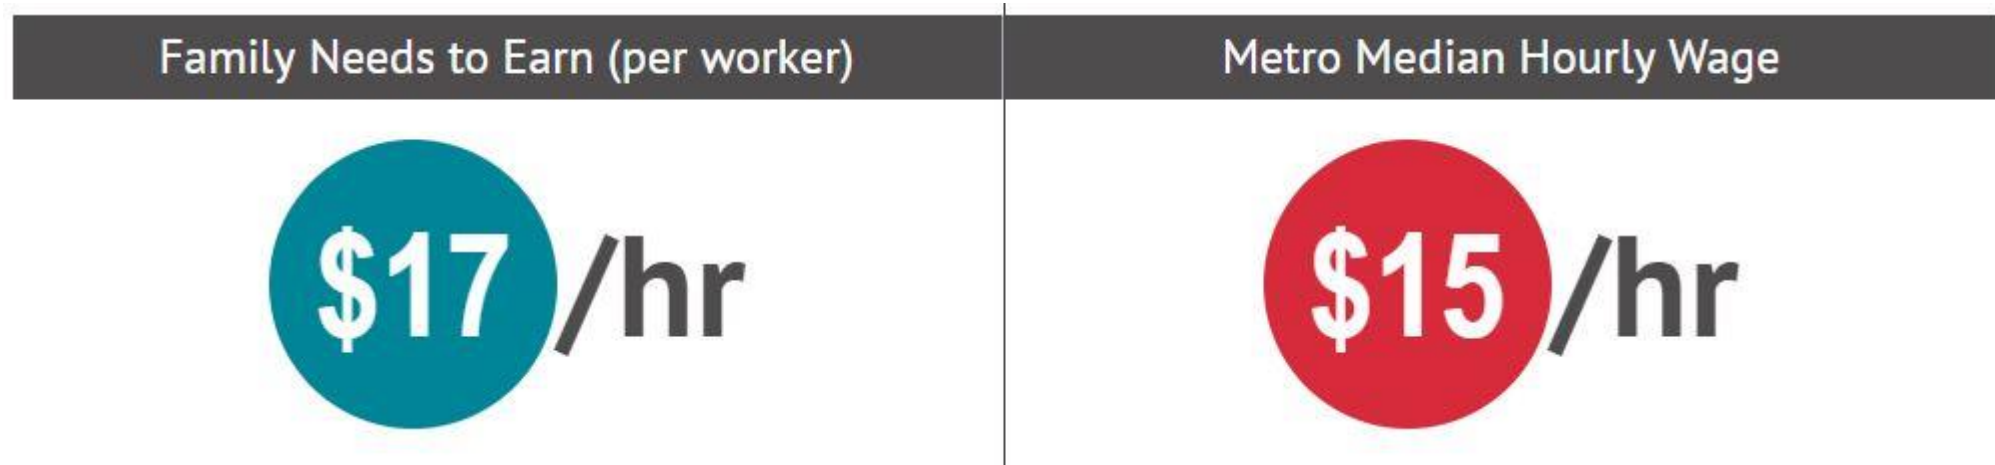 Family Needs to Earn (per worker)
Metro Median Hourly Wage
$17 /hr
$15 /hr